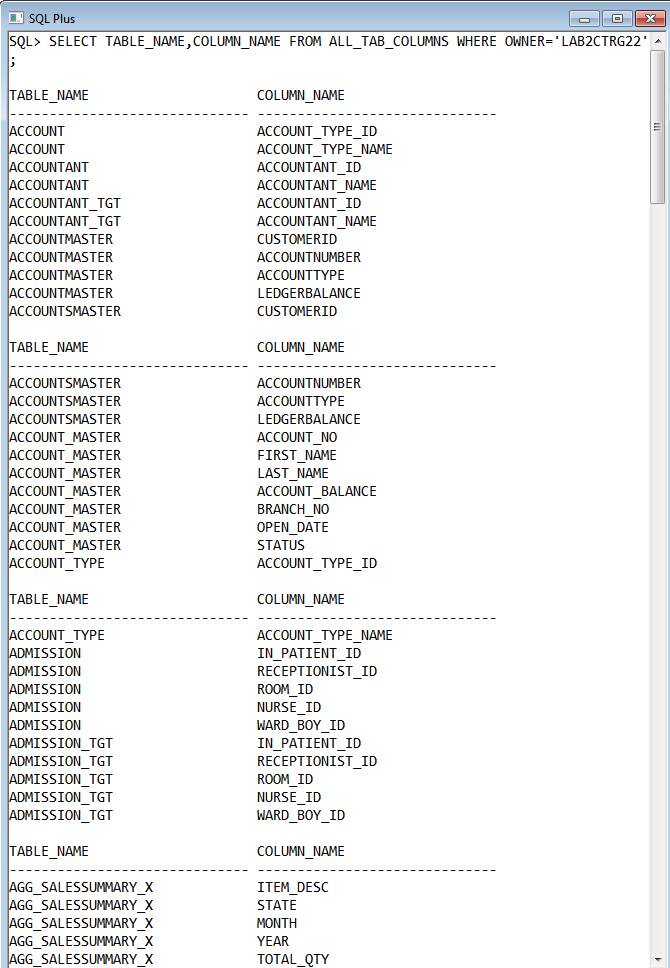 SQL Plus
SQL> SELECT TABLE_NAME,COLUMN_NAME FROM ALL_TAB_COLUMNS WHERE OWNER='LAB2CTRG22'
;
TABLE_NAME                     COLUMN_NAME
------------------------------ ------------------------------
ACCOUNT                        ACCOUNT_TYPE_ID
ACCOUNT                        ACCOUNT_TYPE_NAME
ACCOUNTANT                     ACCOUNTANT_ID
ACCOUNTANT                     ACCOUNTANT_NAME
ACCOUNTANT_TGT                 ACCOUNTANT_ID
ACCOUNTANT_TGT                 ACCOUNTANT_NAME
ACCOUNTMASTER                  CUSTOMERID
ACCOUNTMASTER                  ACCOUNTNUMBER
ACCOUNTMASTER                  ACCOUNTTYPE
ACCOUNTMASTER                  LEDGERBALANCE
ACCOUNTSMASTER                 CUSTOMERID
TABLE_NAME                     COLUMN_NAME
------------------------------ ------------------------------
ACCOUNTSMASTER                 ACCOUNTNUMBER
ACCOUNTSMASTER                 ACCOUNTTYPE
ACCOUNTSMASTER                 LEDGERBALANCE
ACCOUNT_MASTER                 ACCOUNT_NO
ACCOUNT_MASTER                 FIRST_NAME
ACCOUNT_MASTER                 LAST_NAME
ACCOUNT_MASTER                 ACCOUNT_BALANCE
ACCOUNT_MASTER                 BRANCH_NO
ACCOUNT_MASTER                 OPEN_DATE
ACCOUNT_MASTER                 STATUS
ACCOUNT_TYPE                   ACCOUNT_TYPE_ID
TABLE_NAME                     COLUMN_NAME
------------------------------ ------------------------------
ACCOUNT_TYPE                   ACCOUNT_TYPE_NAME
ADMISSION                      IN_PATIENT_ID
ADMISSION                      RECEPTIONIST_ID
ADMISSION                      ROOM_ID
ADMISSION                      NURSE_ID
ADMISSION                      WARD_BOY_ID
ADMISSION_TGT                  IN_PATIENT_ID
ADMISSION_TGT                  RECEPTIONIST_ID
ADMISSION_TGT                  ROOM_ID
ADMISSION_TGT                  NURSE_ID
ADMISSION_TGT                  WARD_BOY_ID
TABLE_NAME                     COLUMN_NAME
------------------------------ ------------------------------
AGG_SALESSUMMARY_X             ITEM_DESC
AGG_SALESSUMMARY_X             STATE
AGG_SALESSUMMARY_X             MONTH
AGG_SALESSUMMARY_X             YEAR
AGG_SALESSUMMARY_X             TOTAL_QTY